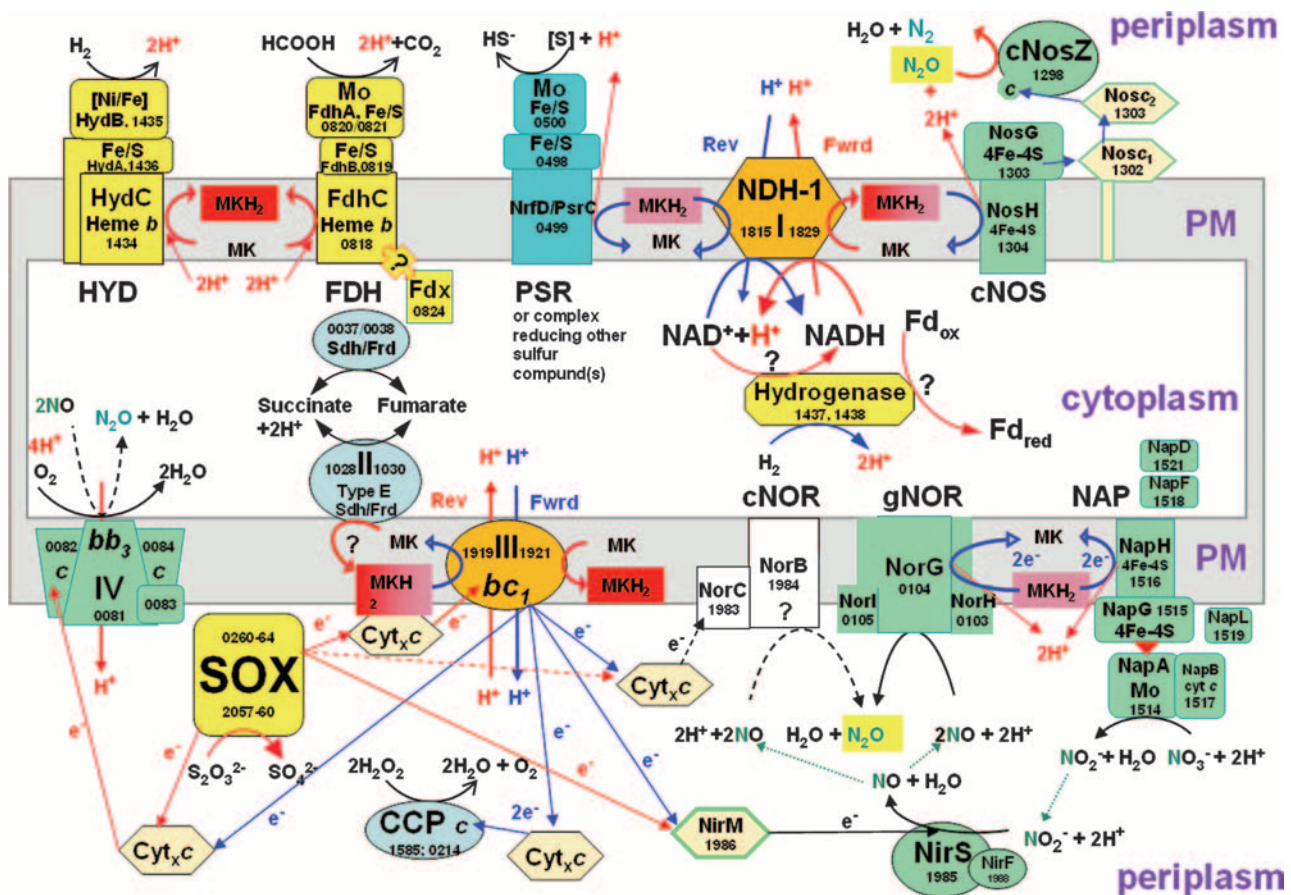 periplasm
H₂
2H⁺
HCOOH
2H⁺+CO₂
HS⁻
[S] + H⁺
H₂O + N₂
N₂O
+
2H⁺
cNosZ
1298
c
[Ni/Fe]
HydB, 1435
Mo
FdhA, Fe/S
0820/0821
Mo
Fe/S
0500
H⁺ H⁺
Rev
Fwrd
Nosc₂
1303
NosG
4Fe-4S
1303
Nosc₁
1302
Fe/S
HydA,1436
Fe/S
FdhB,0819
Fe/S
0498
HydC
Heme b
1434
MKH₂
MK
2H⁺
2H⁺
FdhC
Heme b
0818
NrfD/PsrC
0499
MKH₂
MK
NDH-1
1815 I 1829
MKH₂
MK
NosH
4Fe-4S
1304
PM
HYD
FDH
?
Fdx
0824
PSR
or complex
reducing other
sulfur
compund(s)
cNOS
0037/0038
Sdh/Frd
NAD⁺+H⁺
NADH
?
Fd_ox
?
Fd_red
Hydrogenase
1437, 1438
H₂
2H⁺
cytoplasm
Succinate
+2H⁺
Fumarate
2NO
N₂O + H₂O
4H⁺
O₂
2H₂O
1028 II 1030
Type E
Sdh/Frd
Rev
H⁺ H⁺
Fwrd
cNOR
gNOR
NAP
NapD
1521
NapF
1518
0082
c
bb₃
IV
0081
0084
c
0083
?
MK
MKH
2
1919 III 1921
bc₁
MK
MKH₂
NorC
1983
NorB
1984
?
NorG
0104
NorI
0105
NorH
0103
MK
2e⁻
2e⁻
MKH₂
NapH
4Fe-4S
1516
PM
NapG 1515
4Fe-4S
NapL
1519
H⁺
0260-64
SOX
2057-60
e⁻
Cyt_xc
e⁻
H⁺
H⁺
e⁻
Cyt_xc
e⁻
2H⁺
NapA
Mo
1514
NapB
cyt c
1517
e⁻
e⁻
S₂O₃²⁻
SO₄²⁻
2H⁺+2NO
H₂O + N₂O
2NO + 2H⁺
NO₂⁻+ H₂O
NO₃⁻+ 2H⁺
e⁻
2H₂O₂
2H₂O + O₂
e⁻
e⁻
NO + H₂O
e⁻
CCP c
1585; 0214
2e⁻
Cyt_xc
Cyt_xc
NirM
1986
e⁻
NirS
1985
NirF
1988
NO₂⁻ + 2H⁺
periplasm